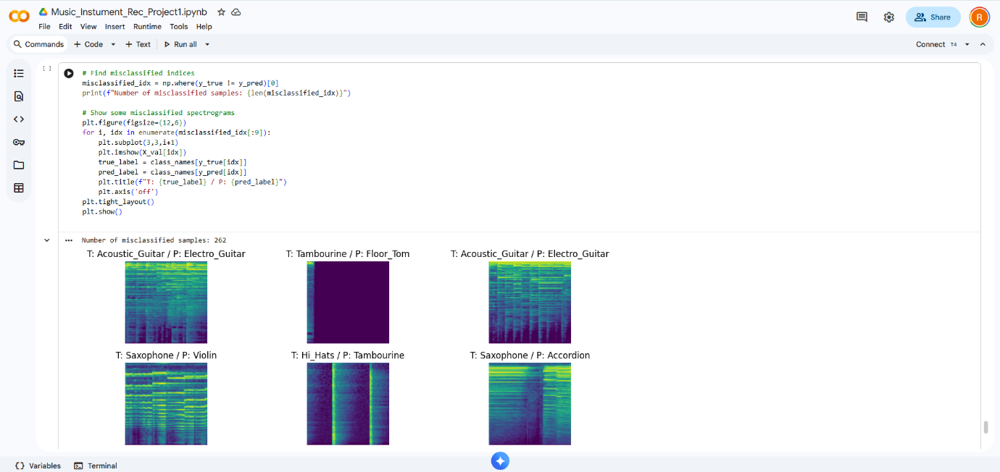 Music_Instument_Rec_Project1.ipynb
File Edit View Insert Runtime Tools Help
Share
R
Commands + Code + Text Run all
Connect T4
[ ]
# Find misclassified indices
misclassified_idx = np.where(y_true != y_pred)[0]
print(f"Number of misclassified samples: {len(misclassified_idx)}")
# Show some misclassified spectrograms
plt.figure(figsize=(12,6))
for i, idx in enumerate(misclassified_idx[:9]):
    plt.subplot(3,3,i+1)
    plt.imshow(X_val[idx])
    true_label = class_names[y_true[idx]]
    pred_label = class_names[y_pred[idx]]
    plt.title(f"T: {true_label} / P: {pred_label}")
    plt.axis('off')
plt.tight_layout()
plt.show()
... Number of misclassified samples: 262
T: Acoustic_Guitar / P: Electro_Guitar T: Tambourine / P: Floor_Tom T: Acoustic_Guitar / P: Electro_Guitar
T: Saxophone / P: Violin T: Hi_Hats / P: Tambourine T: Saxophone / P: Accordion
{} Variables Terminal